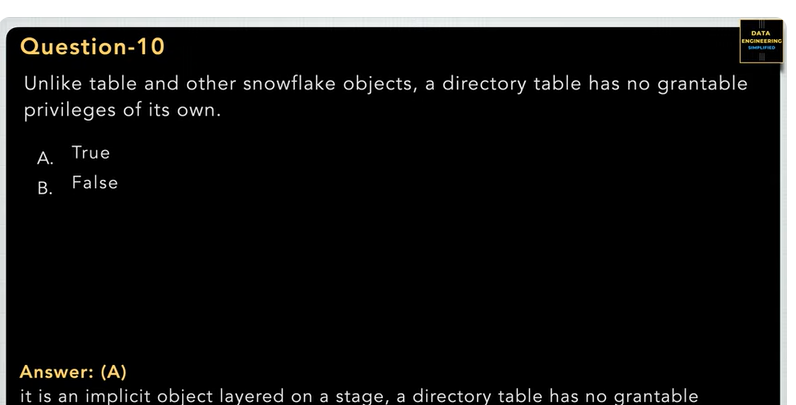 Question-10
DATA
ENGINEERING
SIMPLIFIED
Unlike table and other snowflake objects, a directory table has no grantable
privileges of its own.
A. True
B. False
Answer: (A)
it is an implicit object layered on a stage, a directory table has no grantable